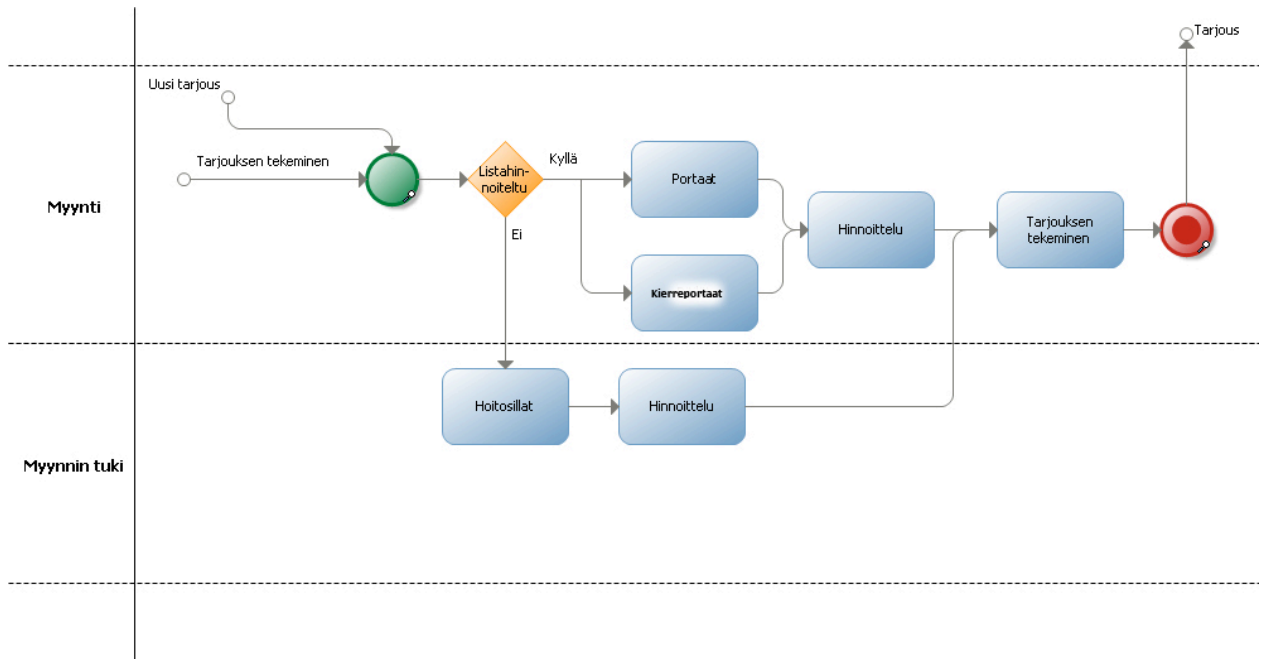 Tarjous
Uusi tarjous
Tarjouksen tekeminen
Listahin-
noiteltu
Kyllä
Ei
Portaat
Kierreportaat
Hinnoittelu
Tarjouksen
tekeminen
Myynti
Hoitosillat
Hinnoittelu
Myynnin tuki